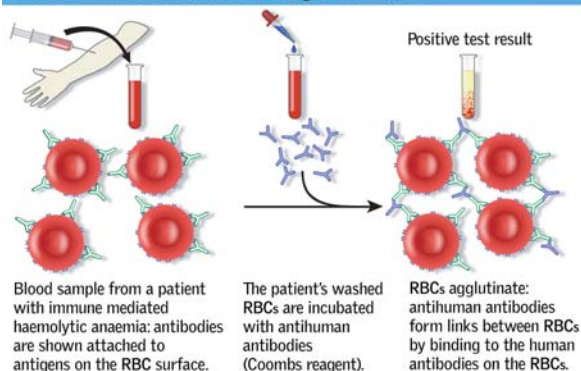 Positive test result
Blood sample from a patient
with immune mediated
haemolytic anaemia: antibodies
are shown attached to
antigens on the RBC surface.
The patient's washed
RBCs are incubated
with antihuman
antibodies
(Coombs reagent).
RBCs agglutinate:
antihuman antibodies
form links between RBCs
by binding to the human
antibodies on the RBCs.